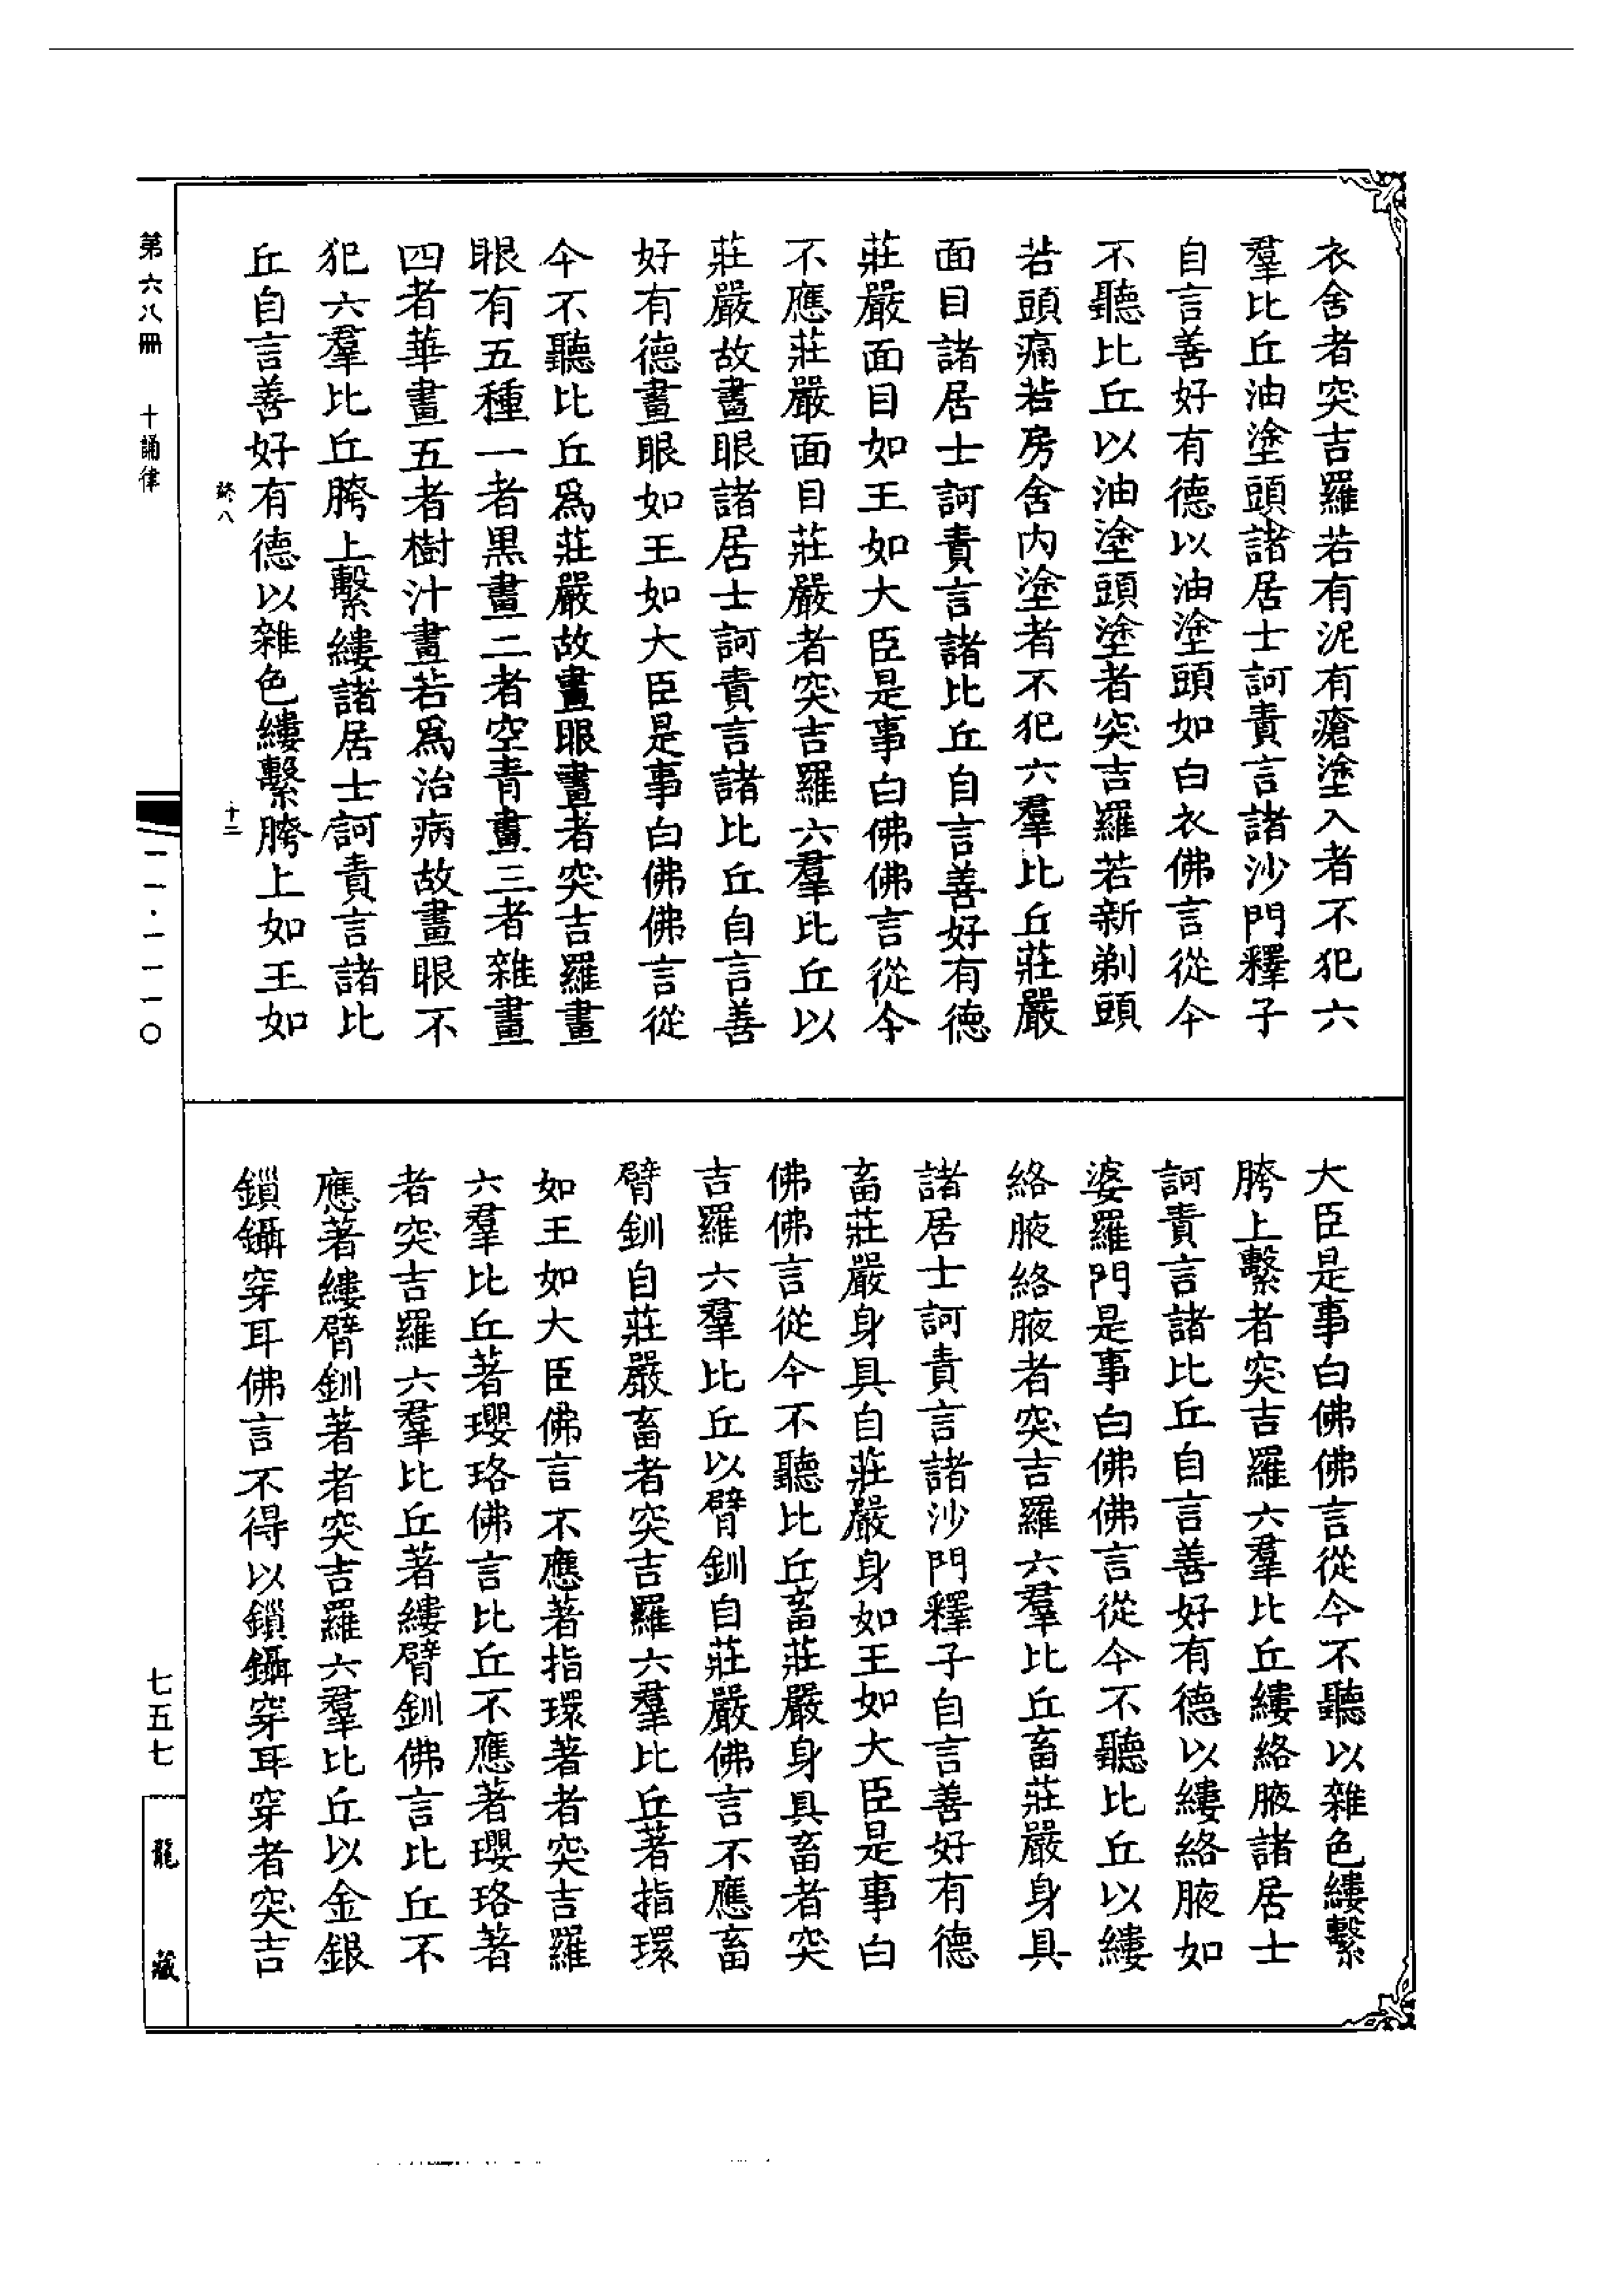 衣舍者突吉羅若有泥有瘡塗入者不犯六
羣比丘油塗頭諸居士訶責言諸沙門釋子
自言善好有德以油塗頭如白衣佛言從今
不聽比丘以油塗頭塗者突吉羅若新剃頭
若頭痛若房舍内塗者不犯六羣比丘莊嚴
面目諸居士訶責言諸比丘自言善好有德
莊嚴面目如王如大臣是事白佛佛言從今
不應莊嚴面目莊嚴者突吉羅六羣比丘以
莊嚴故畫眼諸居士訶責言諸比丘自言善
好有德畫眼如王如大臣是事白佛佛言從
今不聽比丘爲莊嚴故畫眼畫者突吉羅畫
眼有五種一者黒畫二者空青畫三者雜畫
四者華畫五者樹汁畫若爲治病故畫眼不
犯六羣比丘胯上繫縷諸居士訶責言諸比
丘自言善好有德以雜色縷繫胯上如王如
大臣是事白佛佛言從今不聽以雜色縷繫
胯上繫者突吉羅六羣比丘縷絡腋諸居士
訶責言諸比丘自言善好有德以縷絡腋如
婆羅門是事白佛佛言從今不聽比丘以縷
絡腋絡腋者突吉羅六羣比丘畜莊嚴身具
諸居士訶責言諸沙門釋子自言善好有德
畜莊嚴身具自莊嚴身如王如大臣是事白
佛佛言從今不聽比丘畜莊嚴身具畜者突
吉羅六羣比丘以臂釧自莊嚴佛言不應畜
臂釧自莊嚴畜者突吉羅六羣比丘著指環
如王如大臣佛言不應著指環著者突吉羅
六羣比丘著瓔珞佛言比丘不應著瓔珞著
者突吉羅六羣比丘著縷臂釧佛言比丘不
應著縷臂釧著者突吉羅六羣比丘以金銀
鎖鑷穿耳佛言不得以鎖鑷穿耳穿者突吉
終八
十二
第六八冊
十誦律
一一·一一一〇
七五七
龍藏